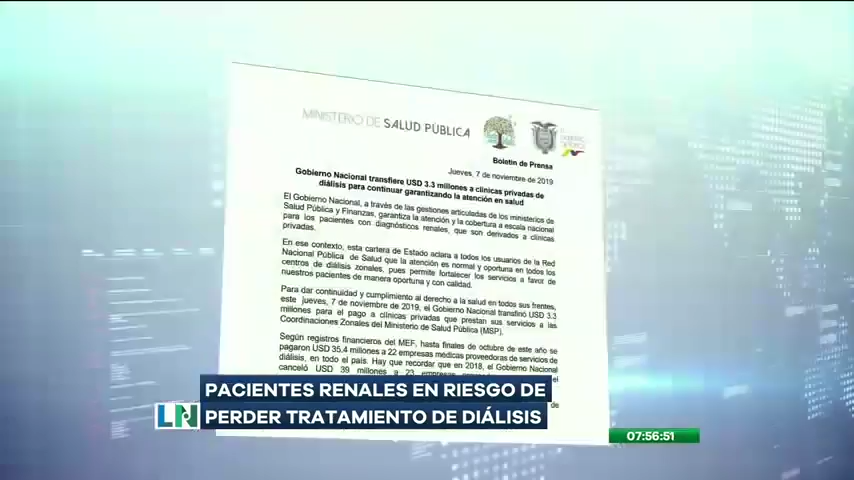 MINISTERIO DE SALUD PÚBLICA
Boletín de Prensa
Jueves, 7 de noviembre de 2019
Gobierno Nacional transfiere USD 3.3 millones a clínicas privadas de
diálisis para continuar garantizando la atención en salud
El Gobierno Nacional, a través de las gestiones articuladas de los ministerios de
Salud Pública y Finanzas, garantiza la atención y la cobertura a escala nacional
para los pacientes con diagnósticos renales, que son derivados a clínicas
privadas.
En ese contexto, esta cartera de Estado aclara a todos los usuarios de la Red
Nacional Pública de Salud que la atención es normal y oportuna en todos los
centros de diálisis zonales, pues permite fortalecer los servicios a favor de
nuestros pacientes de manera oportuna y con calidad.
Para dar continuidad y cumplimiento al derecho a la salud en todos sus frentes,
este jueves, 7 de noviembre de 2019, el Gobierno Nacional transfirió USD 3.3
millones para el pago a clínicas privadas que prestan sus servicios a las
Coordinaciones Zonales del Ministerio de Salud Pública (MSP).
Según registros financieros del MEF, hasta finales de octubre de este año se
pagaron USD 35,4 millones a 22 empresas médicas proveedoras de servicios de
diálisis, en todo el país. Hay que recordar que en 2018, el Gobierno Nacional
canceló USD 39 millones a 23 empresas el
de
PACIENTES RENALES EN RIESGO DE
LN PERDER TRATAMIENTO DE DIÁLISIS
07:56:51